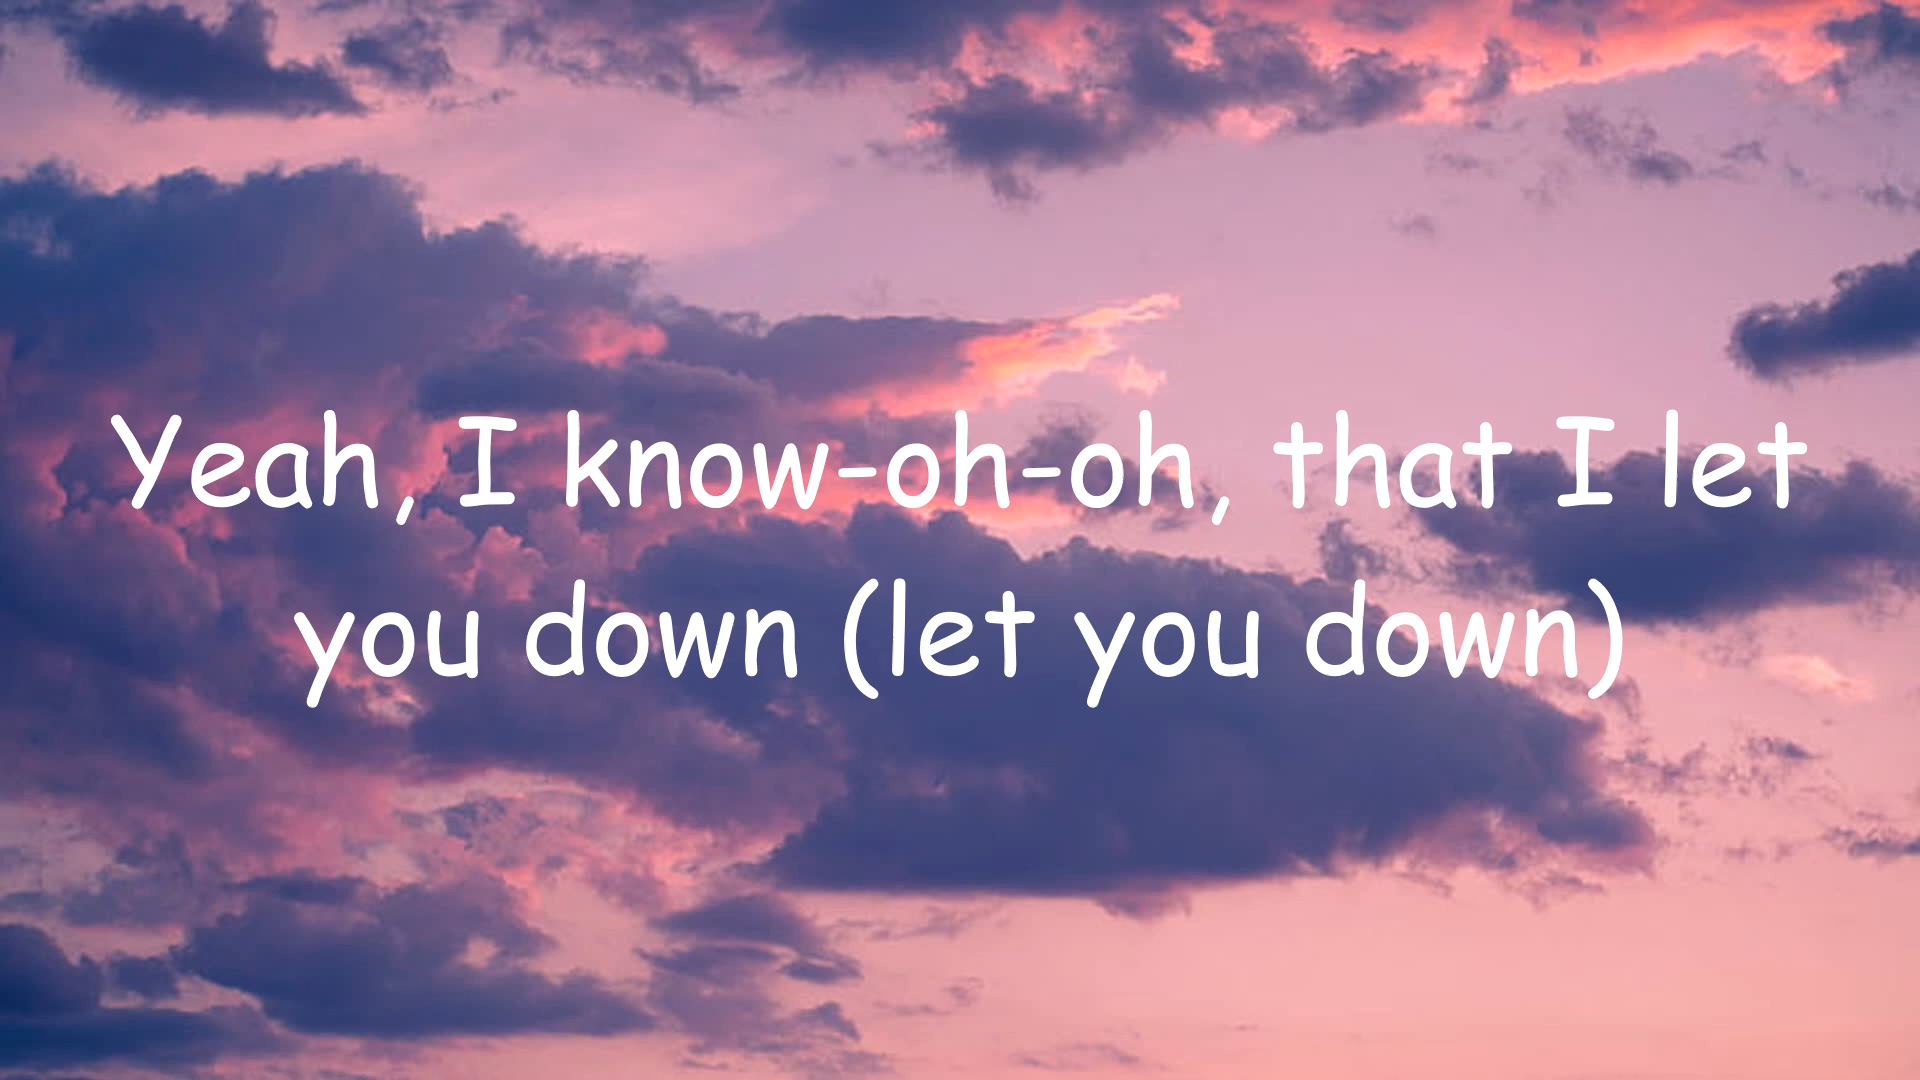 Yeah, I know-oh-oh, that I let
you down (let you down)